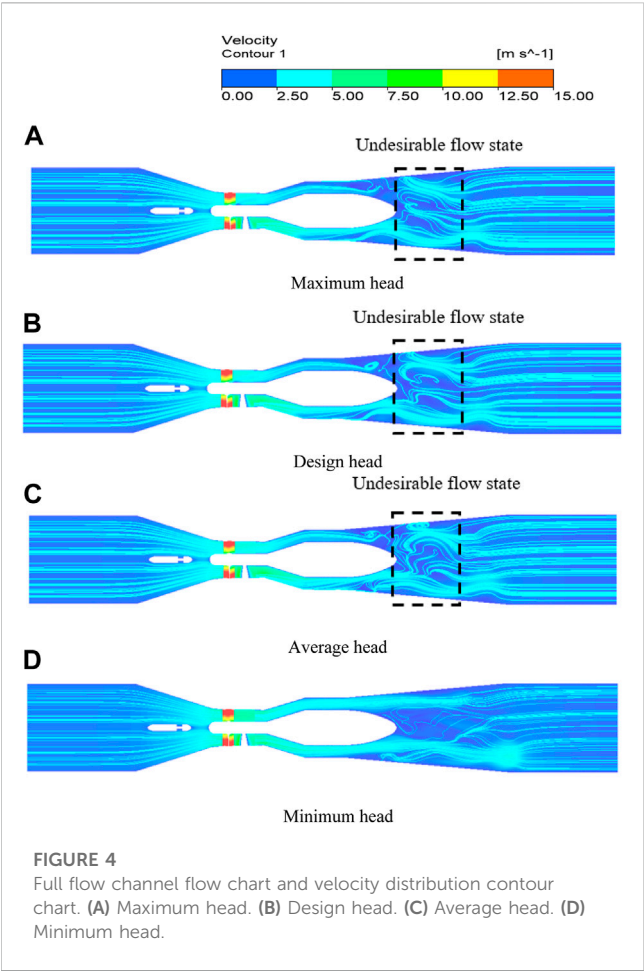 Velocity
Contour 1 [m s^-1]
0.00 2.50 5.00 7.50 10.00 12.50 15.00
A
Undesirable flow state
Maximum head
B
Undesirable flow state
Design head
C
Undesirable flow state
Average head
D
Minimum head
FIGURE 4
Full flow channel flow chart and velocity distribution contour
chart. (A) Maximum head. (B) Design head. (C) Average head. (D)
Minimum head.